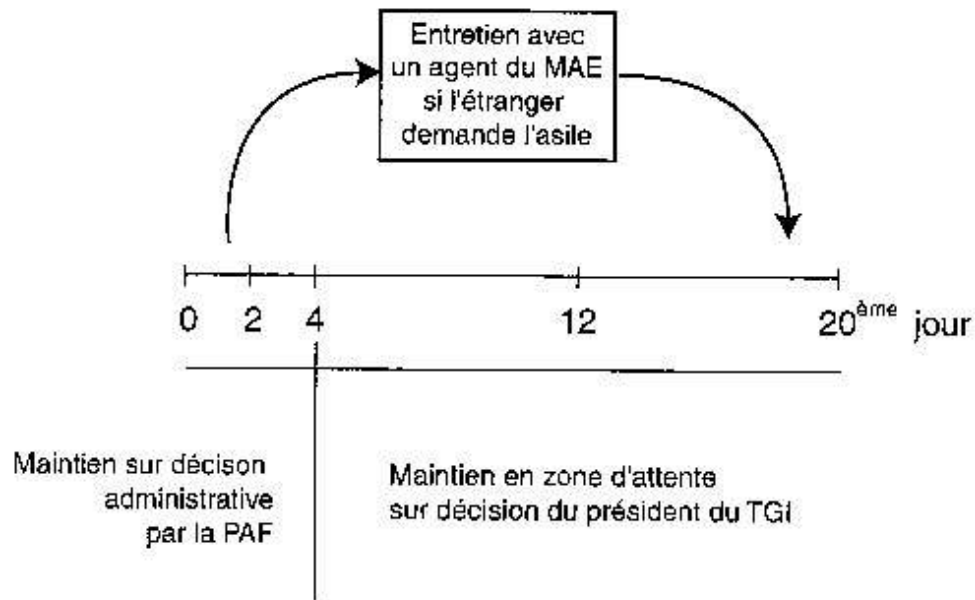 Entretien avec
un agent du MAE
si l'étranger
demande l'asile
0 2 4 12 20ème jour
Maintien sur décison
administrative
par la PAF
Maintien en zone d'attente
sur décision du président du TGI